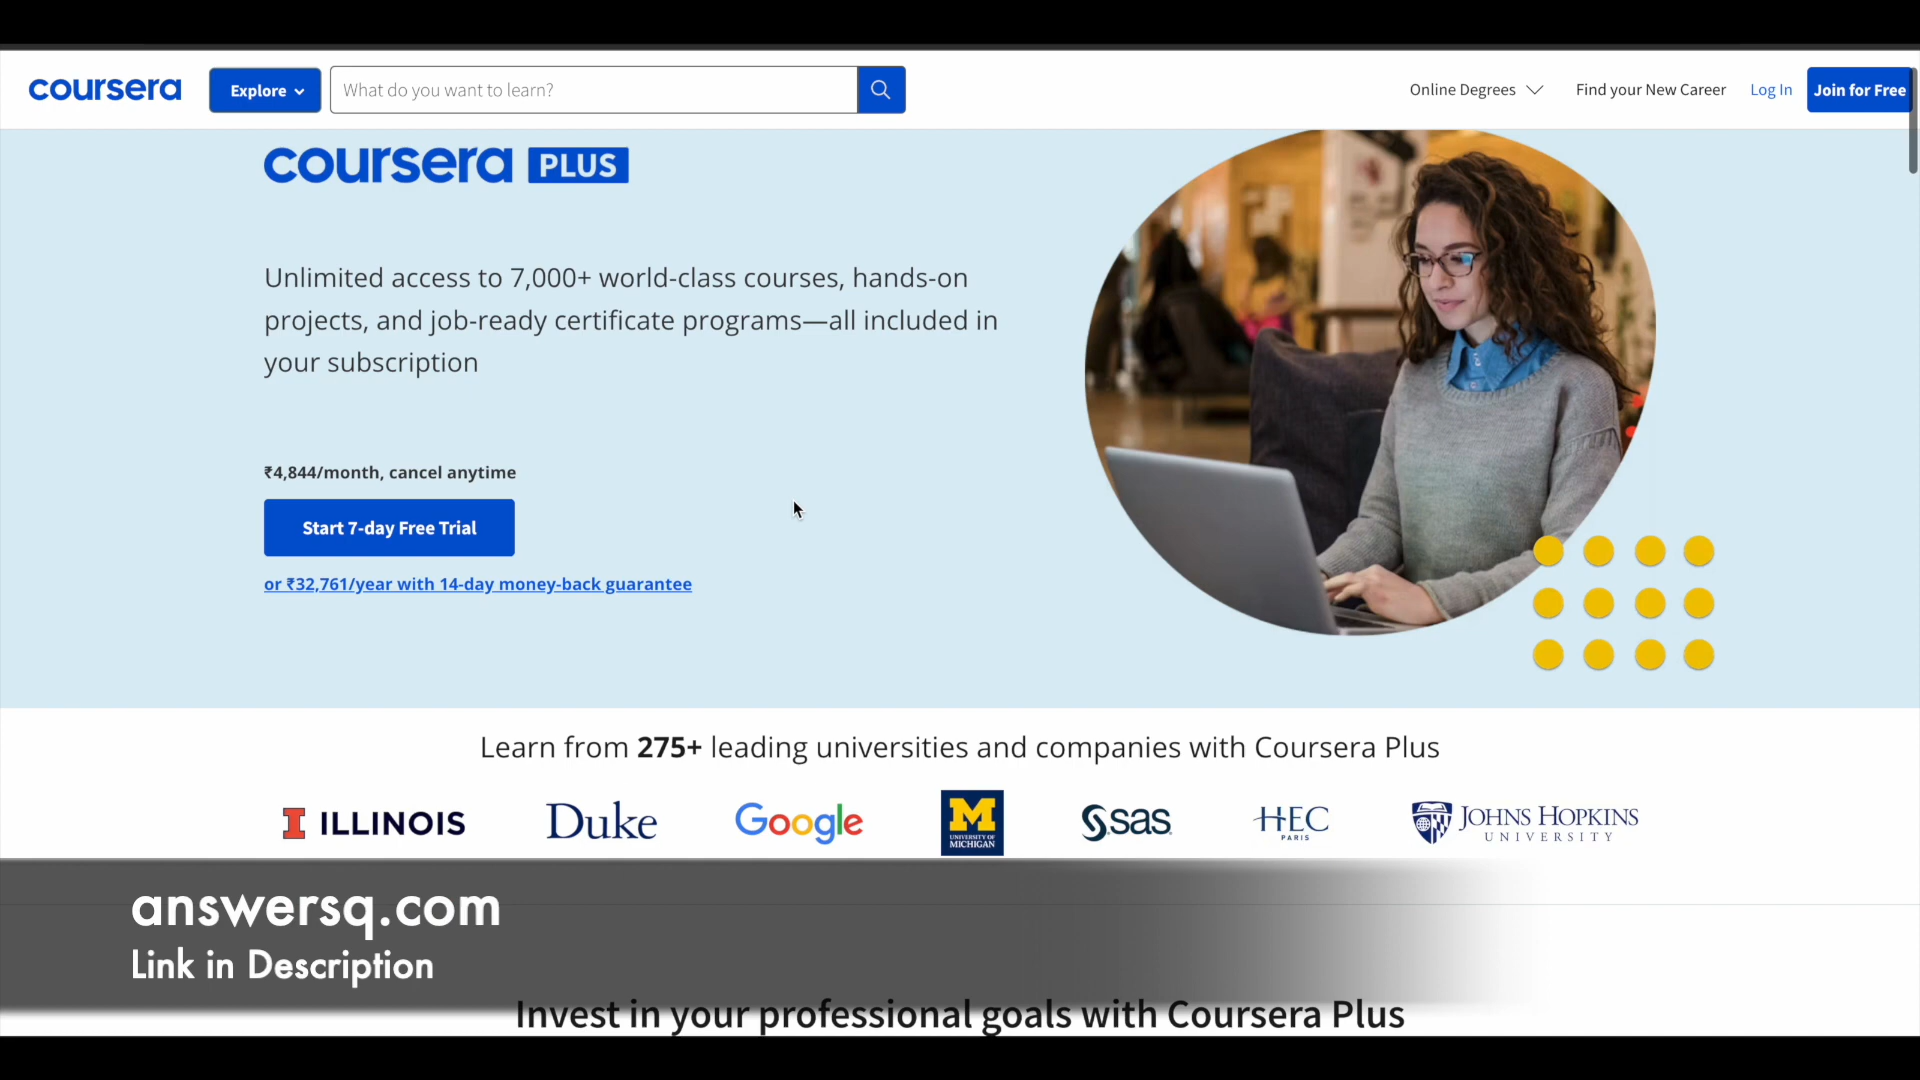 coursera
Explore
What do you want to learn?
Online Degrees
Find your New Career
Log In
Join for Free
coursera PLUS
Unlimited access to 7,000+ world-class courses, hands-on
projects, and job-ready certificate programs—all included in
your subscription
₹4,844/month, cancel anytime
Start 7-day Free Trial
or ₹32,761/year with 14-day money-back guarantee
Learn from 275+ leading universities and companies with Coursera Plus
I ILLINOIS
Duke
Google
M
UNIVERSITY OF
MICHIGAN
sas
HEC
PARIS
JOHNS HOPKINS
UNIVERSITY
answersq.com
Link in Description
Invest in your professional goals with Coursera Plus